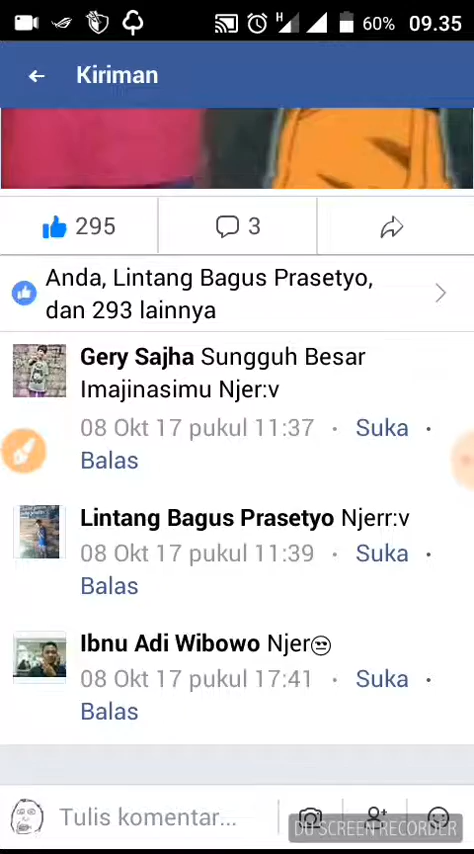 H 60% 09.35
Kiriman
295 3
Anda, Lintang Bagus Prasetyo,
dan 293 lainnya
Gery Sajha Sungguh Besar
Imajinasimu Njer:v
08 Okt 17 pukul 11:37 • Suka •
Balas
Lintang Bagus Prasetyo Njerr:v
08 Okt 17 pukul 11:39 • Suka •
Balas
Ibnu Adi Wibowo Njer😒
08 Okt 17 pukul 17:41 • Suka •
Balas
Tulis komentar...
DU SCREEN RECORDER